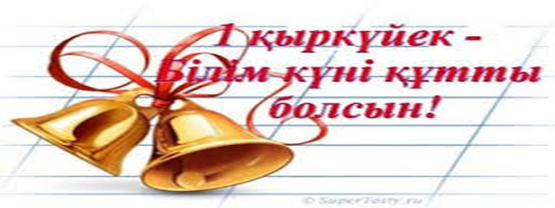 1 қыркүйек -
Білім күні құтты
болсын!
© SuperTosty.ru